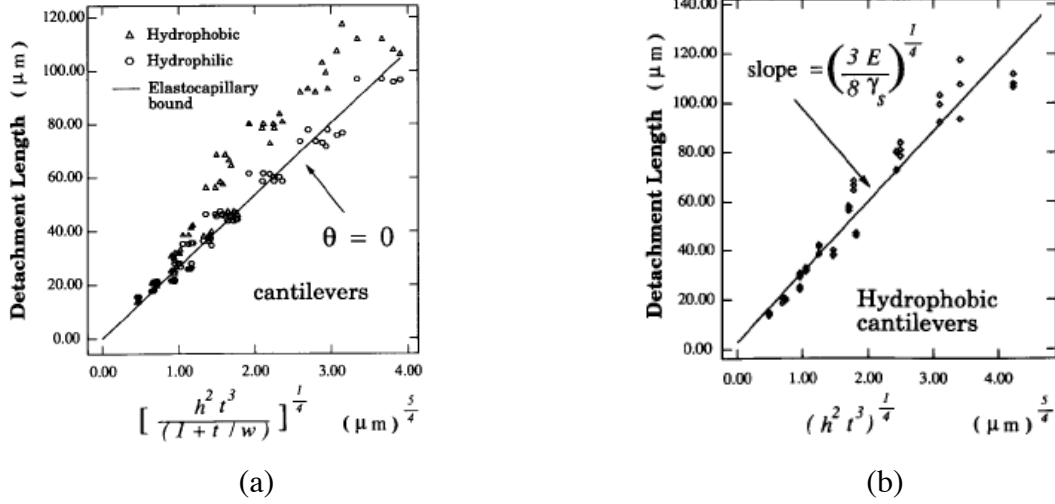 120.00
100.00
80.00
60.00
40.00
20.00
0.00
Detachment Length (μm)
Hydrophobic
Hydrophilic
Elastocapillary
bound
θ = 0
cantilevers
0.00 1.00 2.00 3.00 4.00
[ h² t³ / (1 + t / w) ]^{1/4} (μm)^{5/4}
(a)
140.00
120.00
100.00
80.00
60.00
40.00
20.00
0.00
Detachment Length (μm)
slope = (3 E / 8 γ_s)^{1/4}
Hydrophobic
cantilevers
0.00 1.00 2.00 3.00 4.00
(h² t³)^{1/4} (μm)^{5/4}
(b)